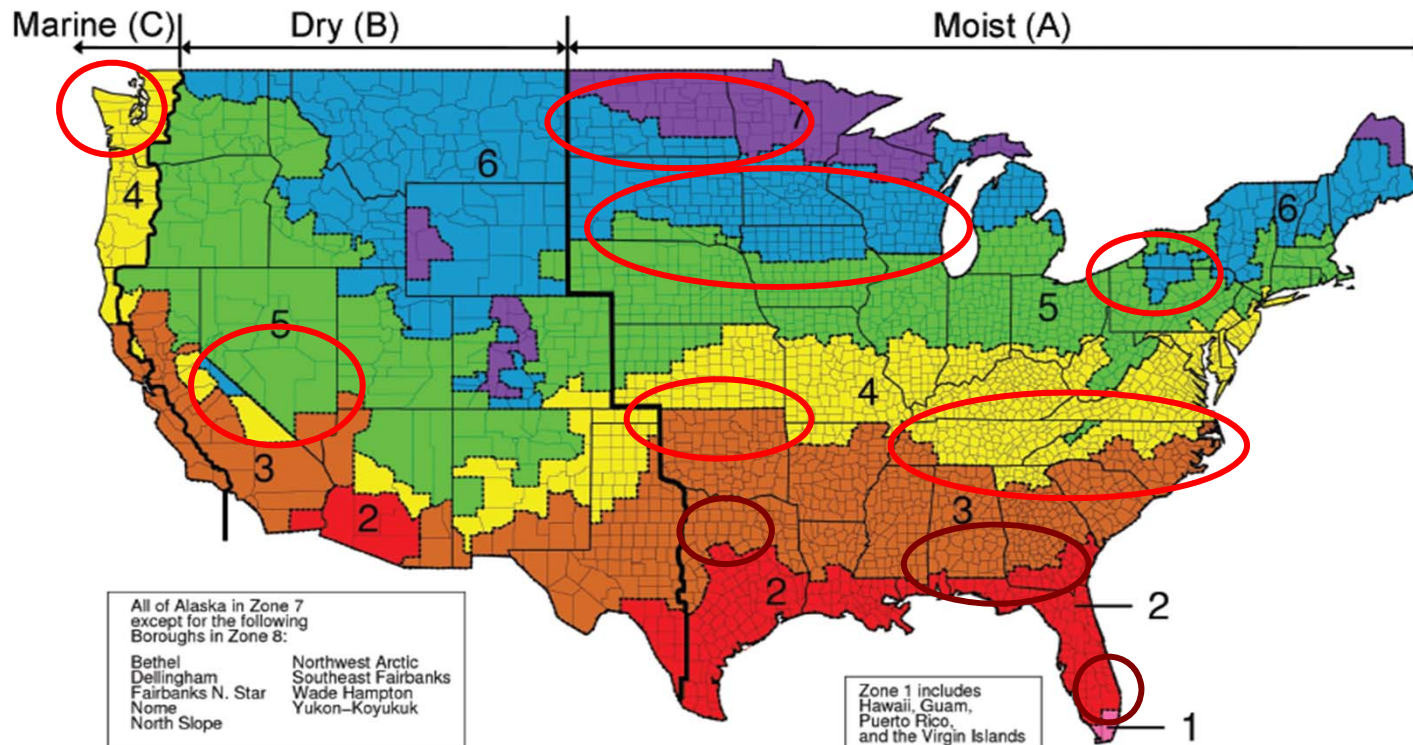 Marine (C)
Dry (B)
Moist (A)
7
6
4
6
5
5
4
3
3
2
2
2
1
All of Alaska in Zone 7
except for the following
Boroughs in Zone 8:
Bethel
Dellingham
Fairbanks N. Star
Nome
North Slope
Northwest Arctic
Southeast Fairbanks
Wade Hampton
Yukon–Koyukuk
Zone 1 includes
Hawaii, Guam,
Puerto Rico,
and the Virgin Islands